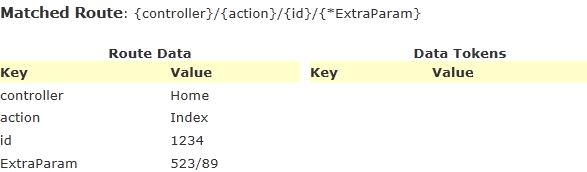 Matched Route: {controller}/{action}/{id}/{*ExtraParam}
Route Data Data Tokens
Key Value Key Value
controller Home
action Index
id 1234
ExtraParam 523/89